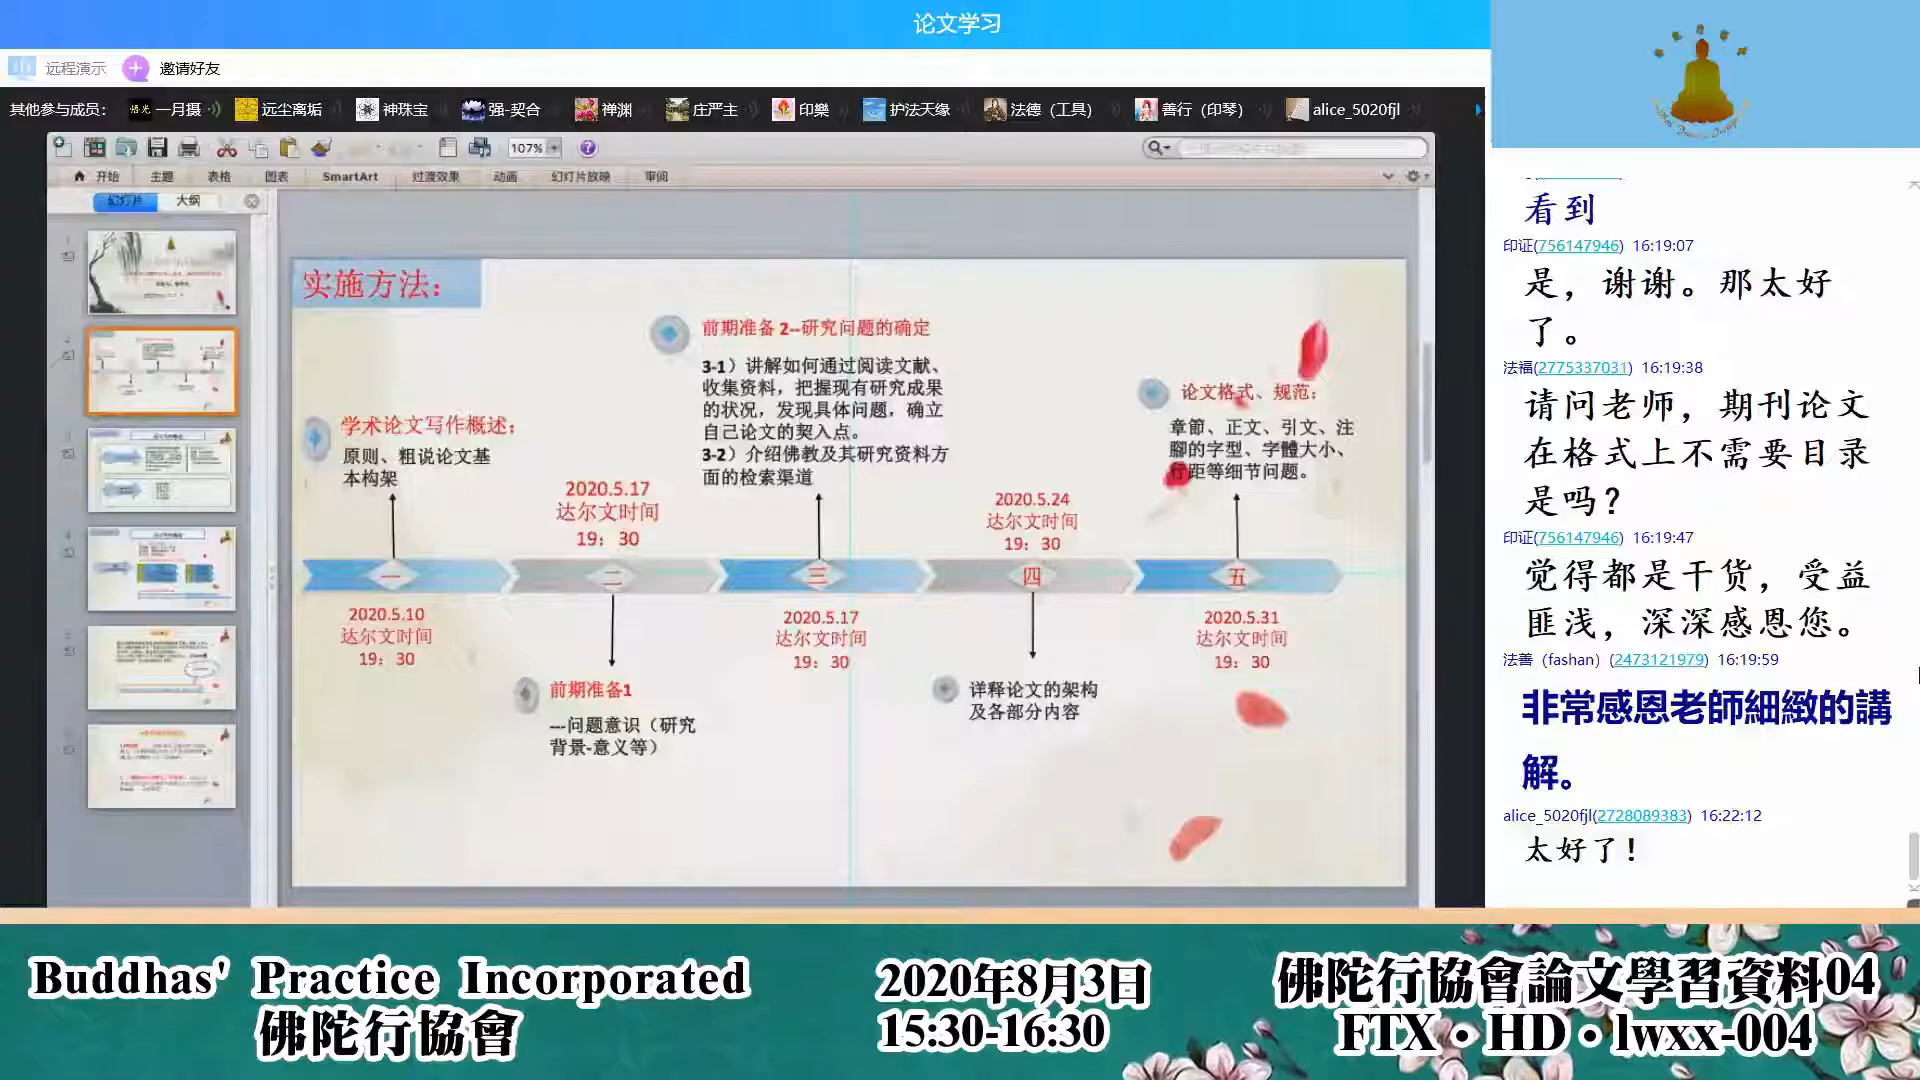 论文学习
远程演示
邀请好友
其他参与成员：
一月摄
远尘离垢
神珠宝
强-契合
禅渊
庄严主
印樂
护法天缘
法德（工具）
善行（印琴）
alice_5020fjl
107%
开始
主题
表格
图表
SmartArt
过渡效果
动画
幻灯片放映
审阅
幻灯片
大纲
实施方法：
学术论文写作概述：
原则、粗说论文基
本构架
2020.5.10
达尔文时间
19：30
一
2020.5.17
达尔文时间
19：30
二
前期准备1
---问题意识（研究
背景-意义等）
前期准备 2--研究问题的确定
3-1）讲解如何通过阅读文献、
收集资料，把握现有研究成果
的状况，发现具体问题，确立
自己论文的契入点。
3-2）介绍佛教及其研究资料方
面的检索渠道
三
2020.5.17
达尔文时间
19：30
2020.5.24
达尔文时间
19：30
四
详释论文的架构
及各部分内容
论文格式、规范：
章節、正文、引文、注
腳的字型、字體大小、
行距等细节问题。
五
2020.5.31
达尔文时间
19：30
看到
印证(756147946) 16:19:07
是，谢谢。那太好
了。
法福(2775337031) 16:19:38
请问老师，期刊论文
在格式上不需要目录
是吗？
印证(756147946) 16:19:47
觉得都是干货，受益
匪浅，深深感恩您。
法善（fashan）(2473121979) 16:19:59
非常感恩老師細緻的講
解。
alice_5020fjl(2728089383) 16:22:12
太好了！
Buddhas' Practice Incorporated
佛陀行協會
2020年8月3日
15:30-16:30
佛陀行協會論文學習資料04
FTX•HD•lwxx-004